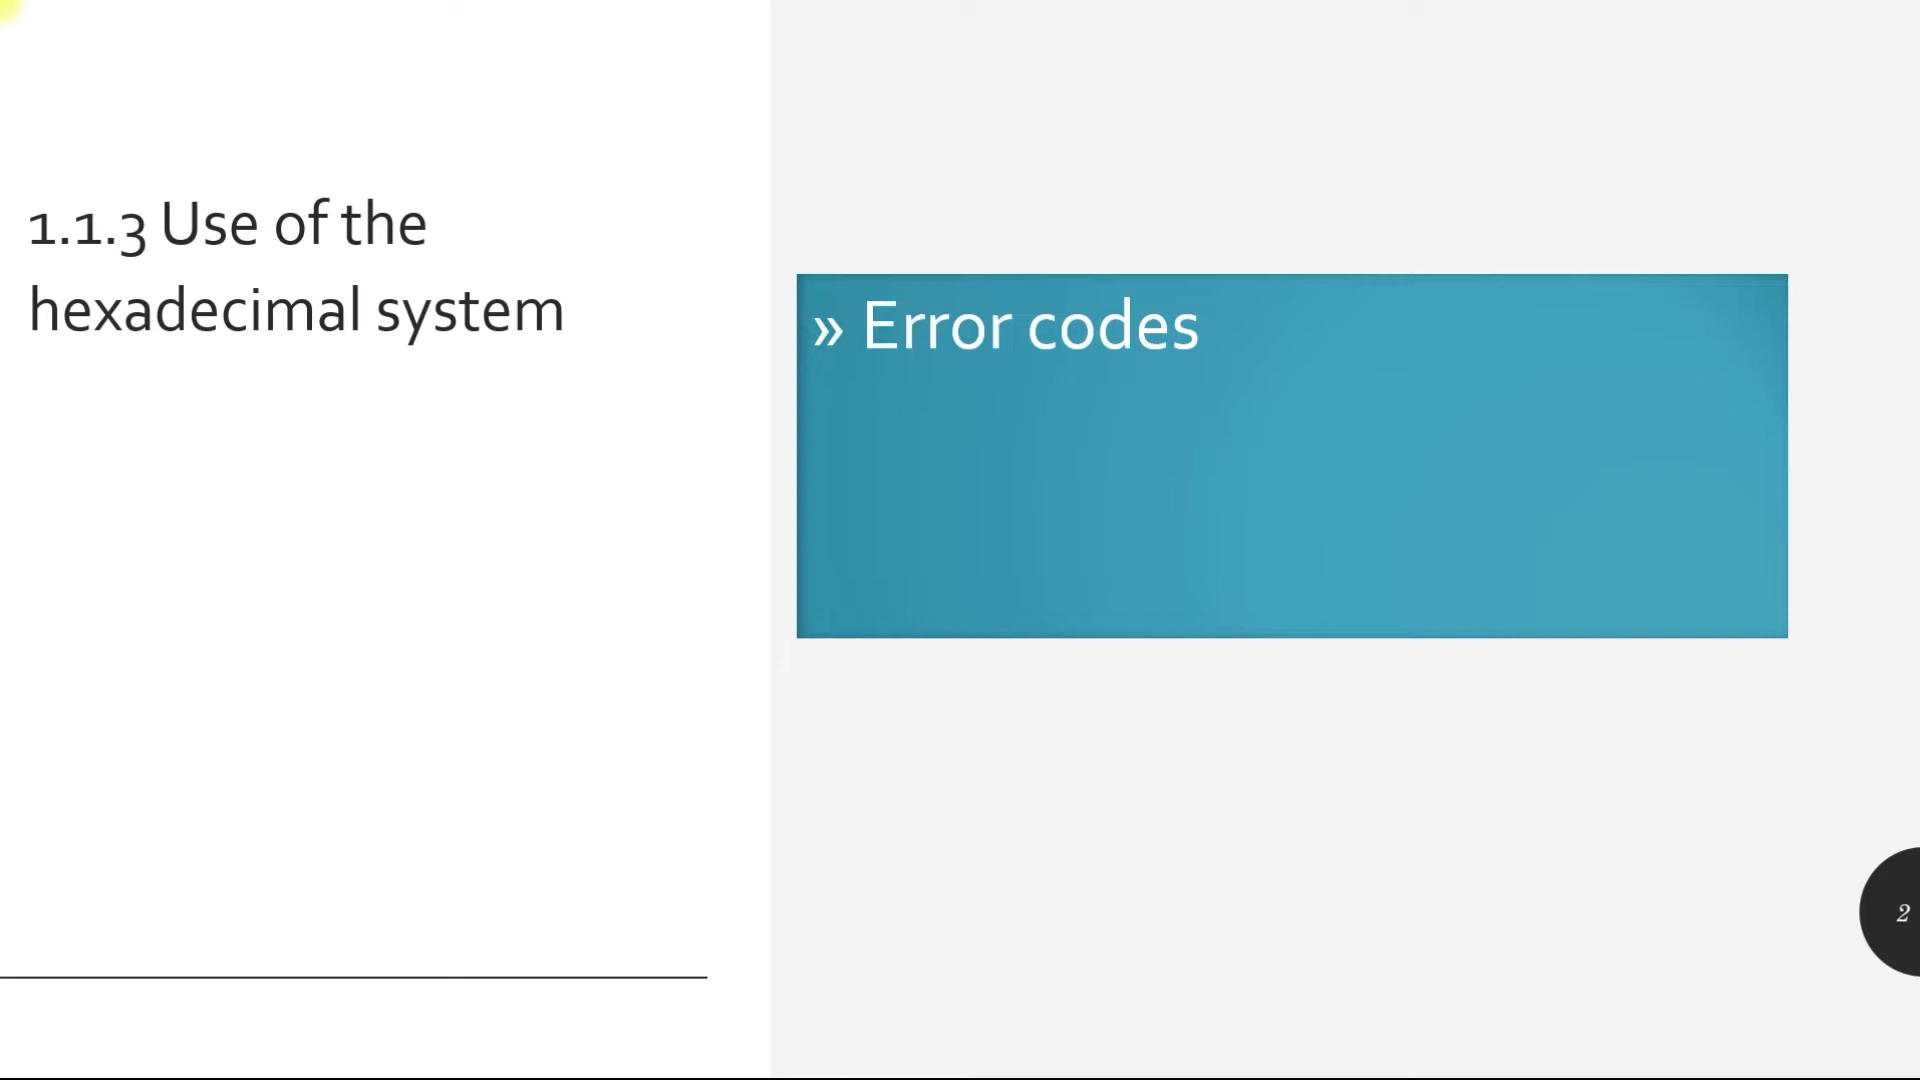 1.1.3 Use of the
hexadecimal system
» Error codes
2